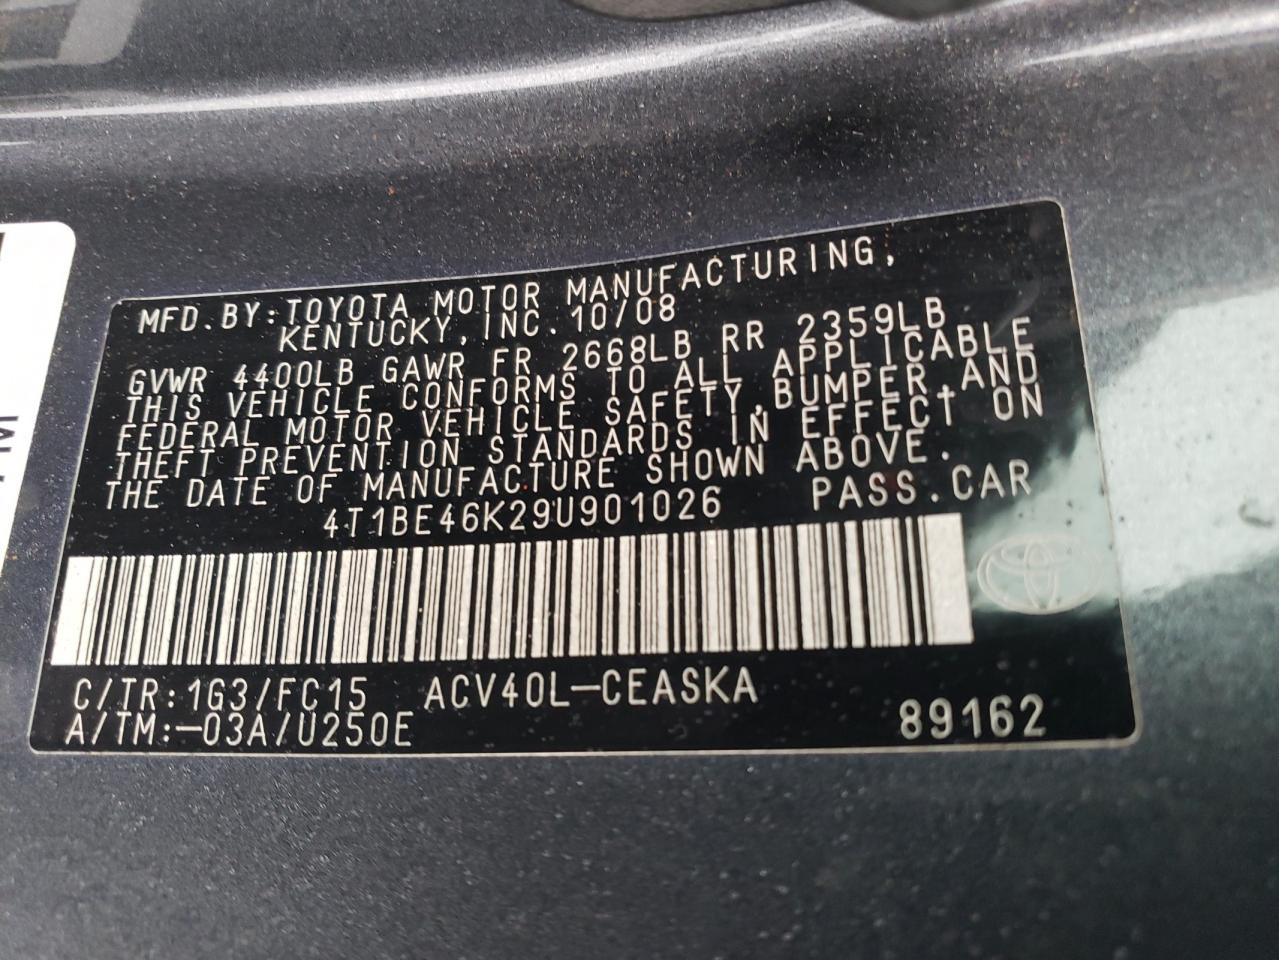 MFD.BY:TOYOTA MOTOR MANUFACTURING,
KENTUCKY, INC. 10/08
GVWR 4400LB GAWR FR 2668LB RR 2359LB
THIS VEHICLE CONFORMS TO ALL APPLICABLE
FEDERAL MOTOR VEHICLE SAFETY,BUMPER,AND
THEFT PREVENTION STANDARDS IN EFFECT ON
THE DATE OF MANUFACTURE SHOWN ABOVE.
4T1BE46K29U901026 PASS.CAR
C/TR:1G3/FC15 ACV40L-CEASKA
A/TM:-03A/U250E 89162